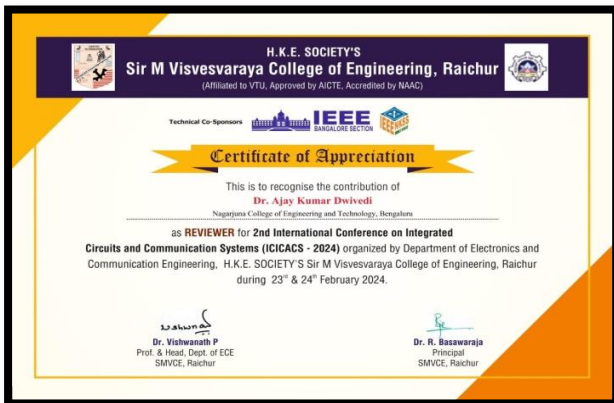 H.K.E. SOCIETY'S
Sir M Visvesvaraya College of Engineering, Raichur
(Affiliated to VTU, Approved by AICTE, Accredited by NAAC)
Technical Co-Sponsors
IEEE
BANGALORE SECTION
Certificate of Appreciation
This is to recognise the contribution of
Dr. Ajay Kumar Dwivedi
Nagarjuna College of Engineering and Technology, Bengaluru
as REVIEWER for 2nd International Conference on Integrated
Circuits and Communication Systems (ICICACS - 2024) organized by Department of Electronics and
Communication Engineering, H.K.E. SOCIETY'S Sir M Visvesvaraya College of Engineering, Raichur
during 23rd & 24th February 2024.
Dr. Vishwanath P
Prof. & Head, Dept. of ECE
SMVCE, Raichur
Dr. R. Basawaraja
Principal
SMVCE, Raichur